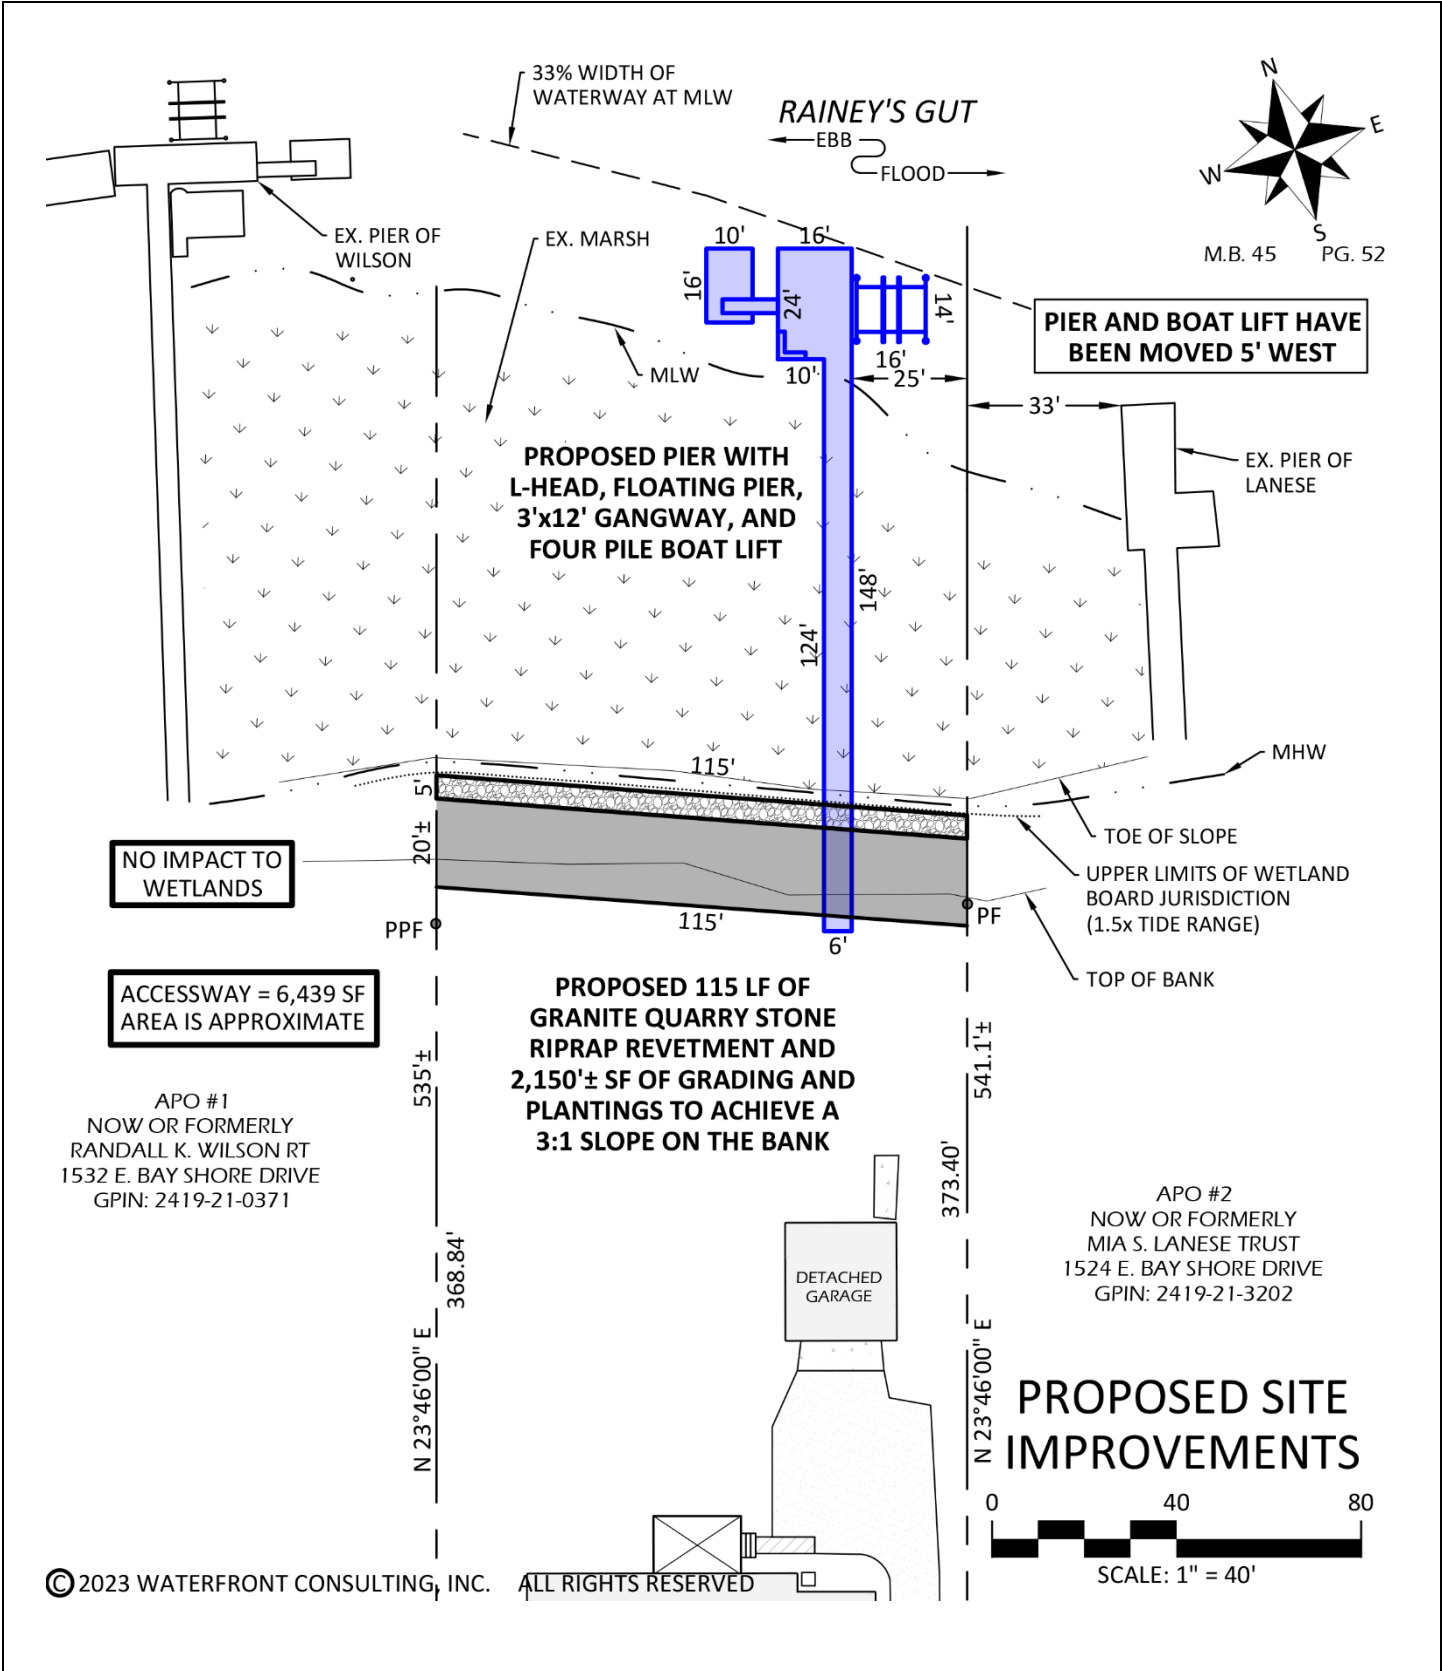 33% WIDTH OF
WATERWAY AT MLW
RAINEY'S GUT
EBB
FLOOD
N
E
W
S
M.B. 45 PG. 52
EX. PIER OF
WILSON
EX. MARSH
10'
16'
16'
24'
14'
16'
10'
25'
MLW
PIER AND BOAT LIFT HAVE
BEEN MOVED 5' WEST
33'
EX. PIER OF
LANESE
PROPOSED PIER WITH
L-HEAD, FLOATING PIER,
3'x12' GANGWAY, AND
FOUR PILE BOAT LIFT
148'
124'
MHW
115'
5'
20'±
TOE OF SLOPE
UPPER LIMITS OF WETLAND
BOARD JURISDICTION
(1.5x TIDE RANGE)
TOP OF BANK
NO IMPACT TO
WETLANDS
PPF
PF
115'
6'
ACCESSWAY = 6,439 SF
AREA IS APPROXIMATE
PROPOSED 115 LF OF
GRANITE QUARRY STONE
RIPRAP REVETMENT AND
2,150'± SF OF GRADING AND
PLANTINGS TO ACHIEVE A
3:1 SLOPE ON THE BANK
535'±
541.1'±
APO #1
NOW OR FORMERLY
RANDALL K. WILSON RT
1532 E. BAY SHORE DRIVE
GPIN: 2419-21-0371
373.40'
368.84'
APO #2
NOW OR FORMERLY
MIA S. LANESE TRUST
1524 E. BAY SHORE DRIVE
GPIN: 2419-21-3202
DETACHED
GARAGE
N 23°46'00" E
N 23°46'00" E
PROPOSED SITE
IMPROVEMENTS
0 40 80
SCALE: 1" = 40'
© 2023 WATERFRONT CONSULTING, INC. ALL RIGHTS RESERVED